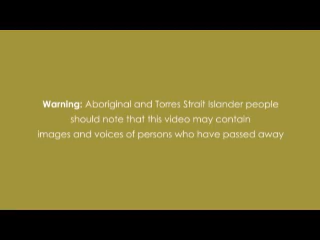 Warning: Aboriginal and Torres Strait Islander people
should note that this video may contain
images and voices of persons who have passed away